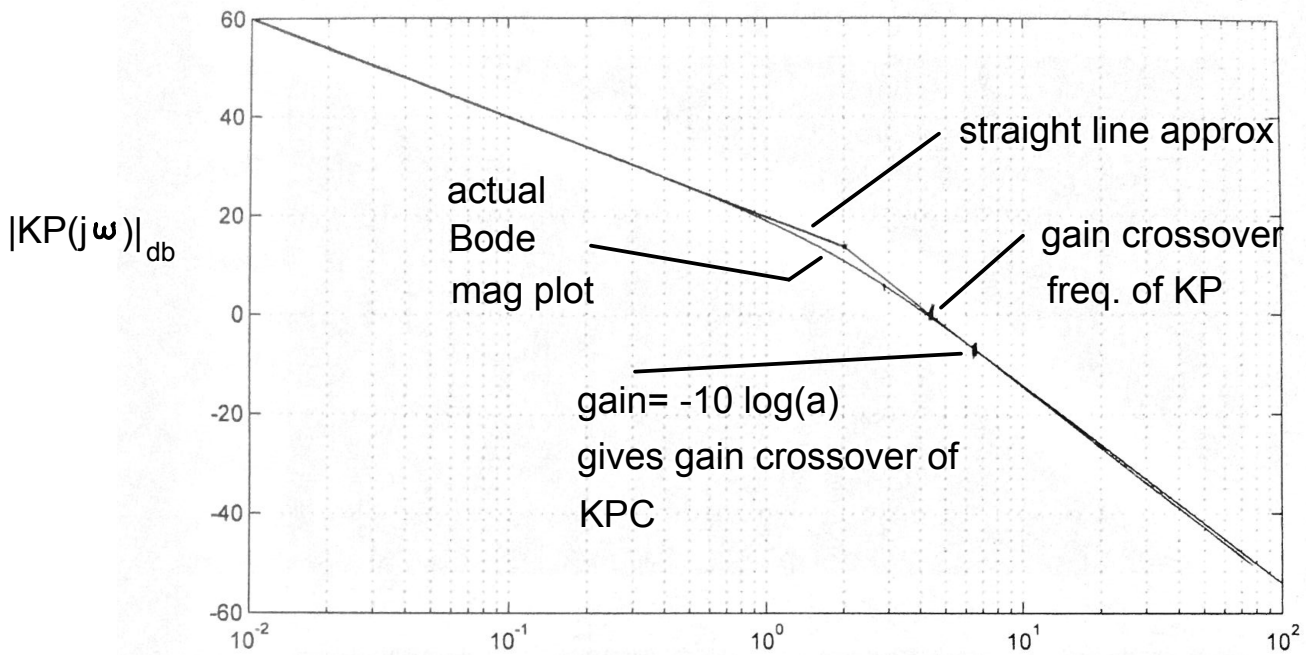 60
40
20
0
-20
-40
-60
|KP(jω)|db
straight line approx
actual
Bode
mag plot
gain crossover
freq. of KP
gain= -10 log(a)
gives gain crossover of
KPC
10-2
10-1
100
101
102